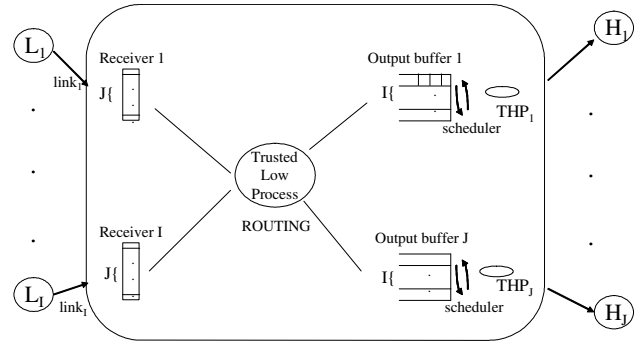 L1
link1
Receiver 1
J{
Output buffer 1
I{
scheduler
THP1
H1
Trusted
Low
Process
ROUTING
Receiver I
J{
LI
linkI
Output buffer J
I{
scheduler
THPJ
HJ